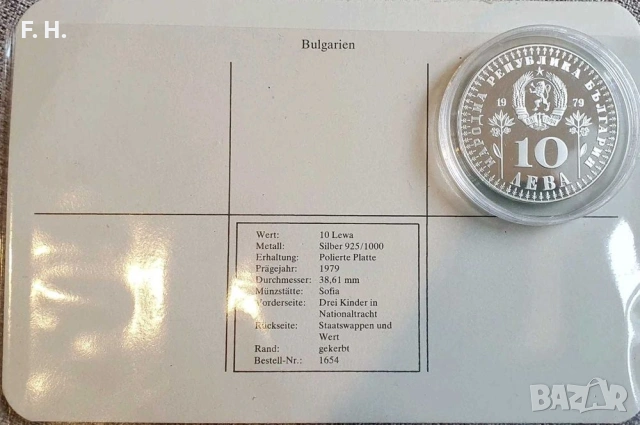 F. H.
Bulgarien
НАРОДНА РЕПУБЛИКА БЪЛГАРИЯ
19 79
10
ЛЕВА
Wert: 10 Lewa
Metall: Silber 925/1000
Erhaltung: Polierte Platte
Prägejahr: 1979
Durchmesser: 38,61 mm
Münzstätte: Sofia
Vorderseite: Drei Kinder in
Nationaltracht
Rückseite: Staatswappen und
Wert
Rand: gekerbt
Bestell-Nr.: 1654
BAZAR